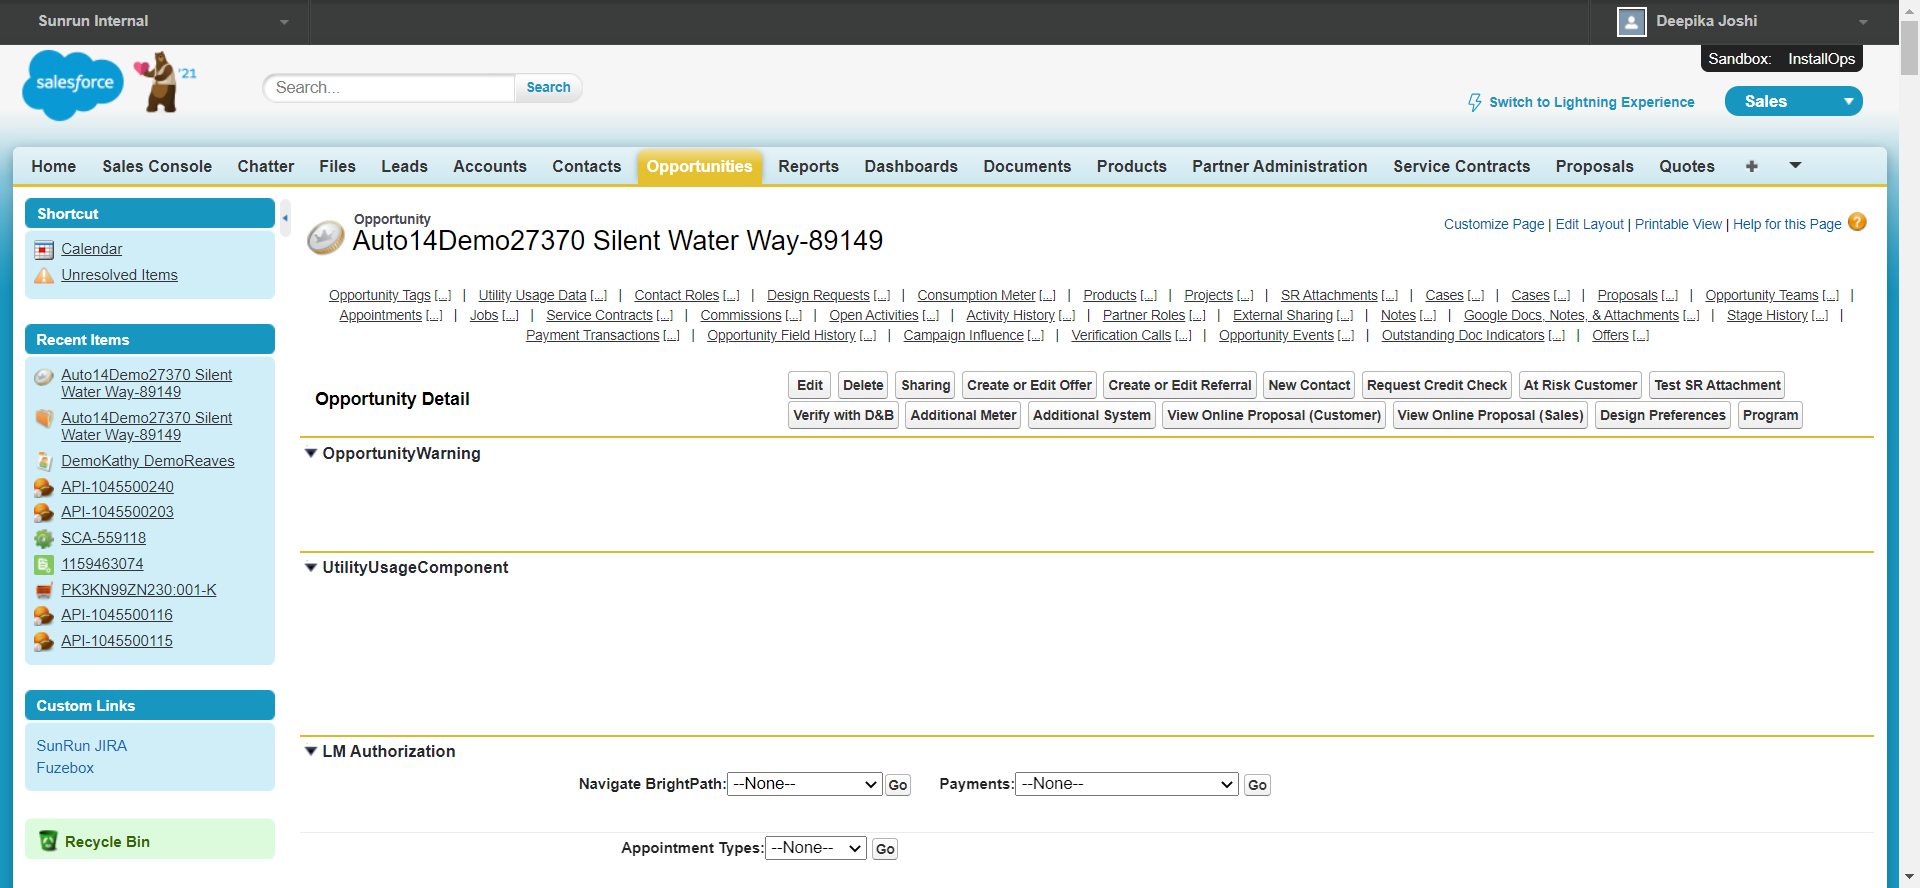 Sunrun Internal
Deepika Joshi
Sandbox: InstallOps
salesforce
'21
Search...
Search
Switch to Lightning Experience
Sales
Home Sales Console Chatter Files Leads Accounts Contacts Opportunities Reports Dashboards Documents Products Partner Administration Service Contracts Proposals Quotes +
Shortcut
Calendar
Unresolved Items
Recent Items
Auto14Demo27370 Silent
Water Way-89149
Auto14Demo27370 Silent
Water Way-89149
DemoKathy DemoReaves
API-1045500240
API-1045500203
SCA-559118
1159463074
PK3KN99ZN230:001-K
API-1045500116
API-1045500115
Custom Links
SunRun JIRA
Fuzebox
Recycle Bin
Opportunity
Auto14Demo27370 Silent Water Way-89149
Customize Page | Edit Layout | Printable View | Help for this Page ?
Opportunity Tags [...] | Utility Usage Data [...] | Contact Roles [...] | Design Requests [...] | Consumption Meter [...] | Products [...] | Projects [...] | SR Attachments [...] | Cases [...] | Cases [...] | Proposals [...] | Opportunity Teams [...] |
Appointments [...] | Jobs [...] | Service Contracts [...] | Commissions [...] | Open Activities [...] | Activity History [...] | Partner Roles [...] | External Sharing [...] | Notes [...] | Google Docs, Notes, & Attachments [...] | Stage History [...] |
Payment Transactions [...] | Opportunity Field History [...] | Campaign Influence [...] | Verification Calls [...] | Opportunity Events [...] | Outstanding Doc Indicators [...] | Offers [...]
Opportunity Detail
Edit Delete Sharing Create or Edit Offer Create or Edit Referral New Contact Request Credit Check At Risk Customer Test SR Attachment
Verify with D&B Additional Meter Additional System View Online Proposal (Customer) View Online Proposal (Sales) Design Preferences Program
OpportunityWarning
UtilityUsageComponent
LM Authorization
Navigate BrightPath: --None-- Go Payments: --None-- Go
Appointment Types: --None-- Go